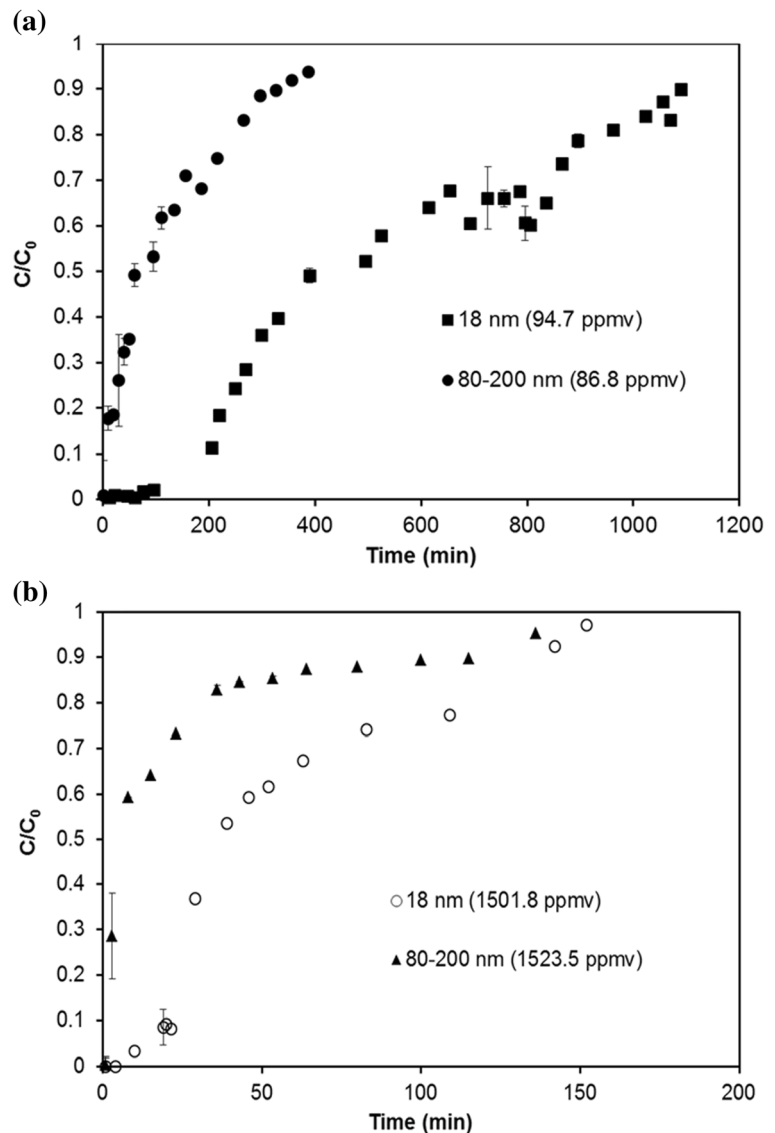 (a)
1
0.9
0.8
0.7
0.6
0.5
0.4
0.3
0.2
0.1
0
C/C0
18 nm (94.7 ppmv)
80-200 nm (86.8 ppmv)
0 200 400 600 800 1000 1200
Time (min)
(b)
1
0.9
0.8
0.7
0.6
0.5
0.4
0.3
0.2
0.1
0
C/C0
18 nm (1501.8 ppmv)
80-200 nm (1523.5 ppmv)
0 50 100 150 200
Time (min)